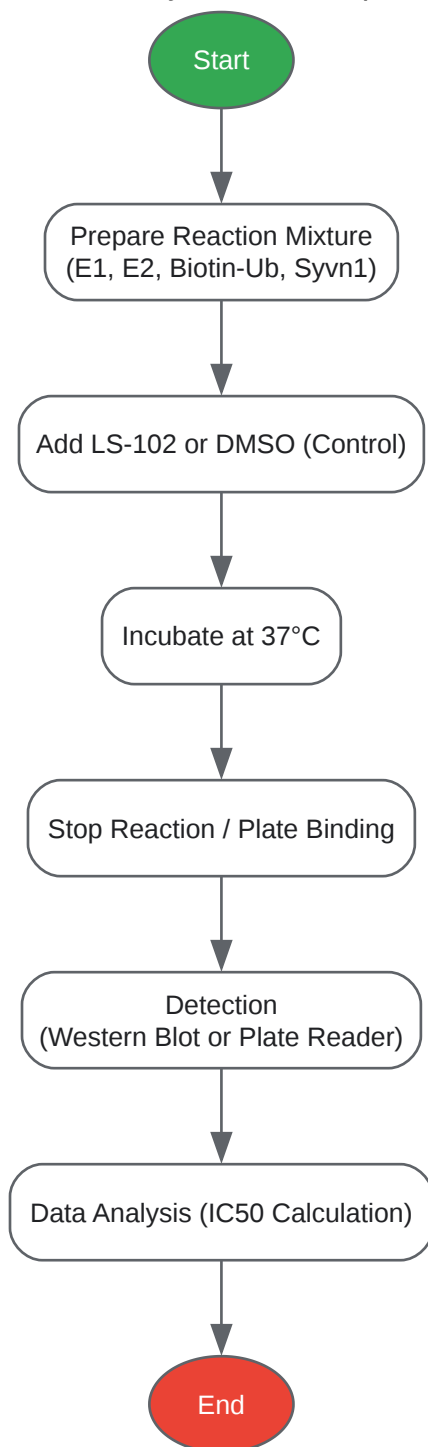 Start
Prepare Reaction Mixture
(E1, E2, Biotin-Ub, Syvn1)
Add LS-102 or DMSO (Control)
Incubate at 37°C
Stop Reaction / Plate Binding
Detection
(Western Blot or Plate Reader)
Data Analysis (IC50 Calculation)
End